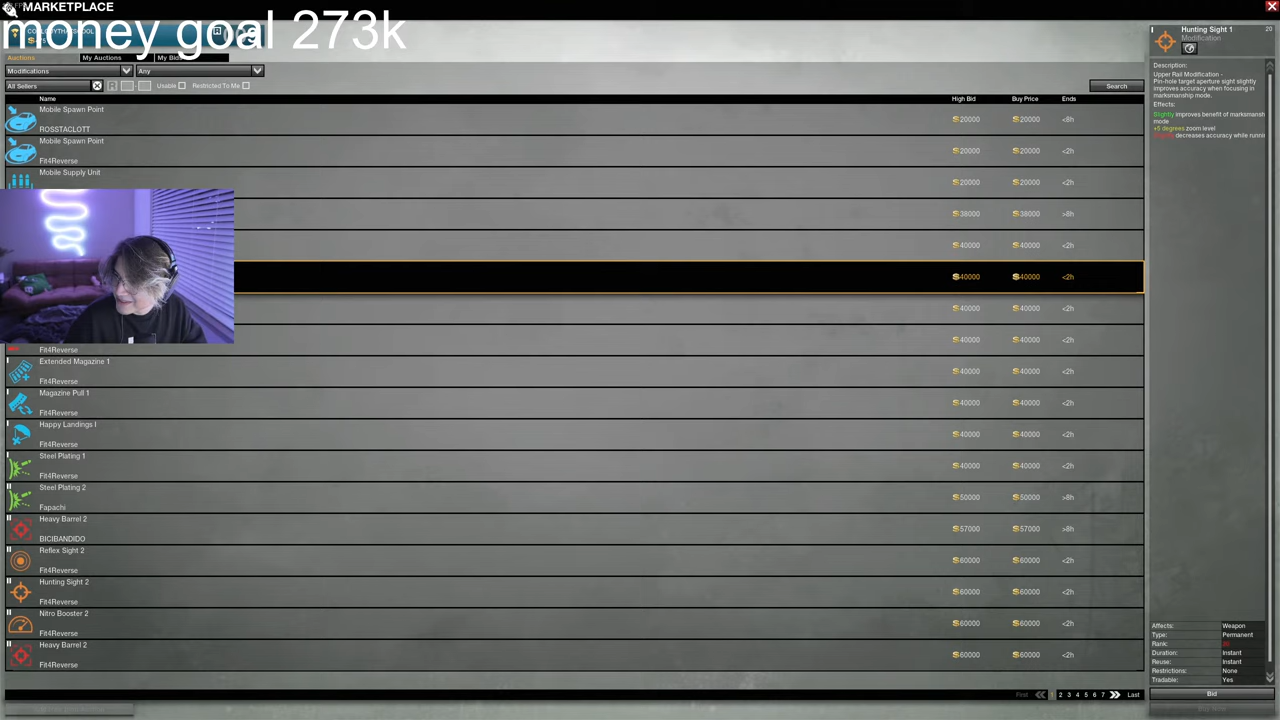 MARKETPLACE
money goal 273k
Auctions My Auctions My Bids
Modifications Any
All Sellers Usable Restricted To Me Search
Name High Bid Buy Price Ends
Mobile Spawn Point
ROSSTACLOTT 20000 20000 <8h
Mobile Spawn Point
Fit4Reverse 20000 20000 <2h
Mobile Supply Unit
20000 20000 <2h
38000 38000 >8h
40000 40000 <2h
40000 40000 <2h
40000 40000 <2h
Fit4Reverse 40000 40000 <2h
Extended Magazine 1
Fit4Reverse 40000 40000 <2h
Magazine Pull 1
Fit4Reverse 40000 40000 <2h
Happy Landings I
Fit4Reverse 40000 40000 <2h
Steel Plating 1
Fit4Reverse 40000 40000 <2h
Steel Plating 2
Fapachi 50000 50000 >8h
Heavy Barrel 2
BICIBANDIDO 57000 57000 >8h
Reflex Sight 2
Fit4Reverse 60000 60000 <2h
Hunting Sight 2
Fit4Reverse 60000 60000 <2h
Nitro Booster 2
Fit4Reverse 60000 60000 <2h
Heavy Barrel 2
Fit4Reverse 60000 60000 <2h
First 1 2 3 4 5 6 7 Last
Hunting Sight 1 20
Modification
Description:
Upper Rail Modification -
Pin-hole target aperture sight slightly
improves accuracy when focusing in
marksmanship mode.
Effects:
Slightly improves benefit of marksmansh
mode
+5 degrees zoom level
decreases accuracy while runnin
Affects: Weapon
Type: Permanent
Rank:
Duration: Instant
Reuse: Instant
Restrictions: None
Tradable: Yes
Bid